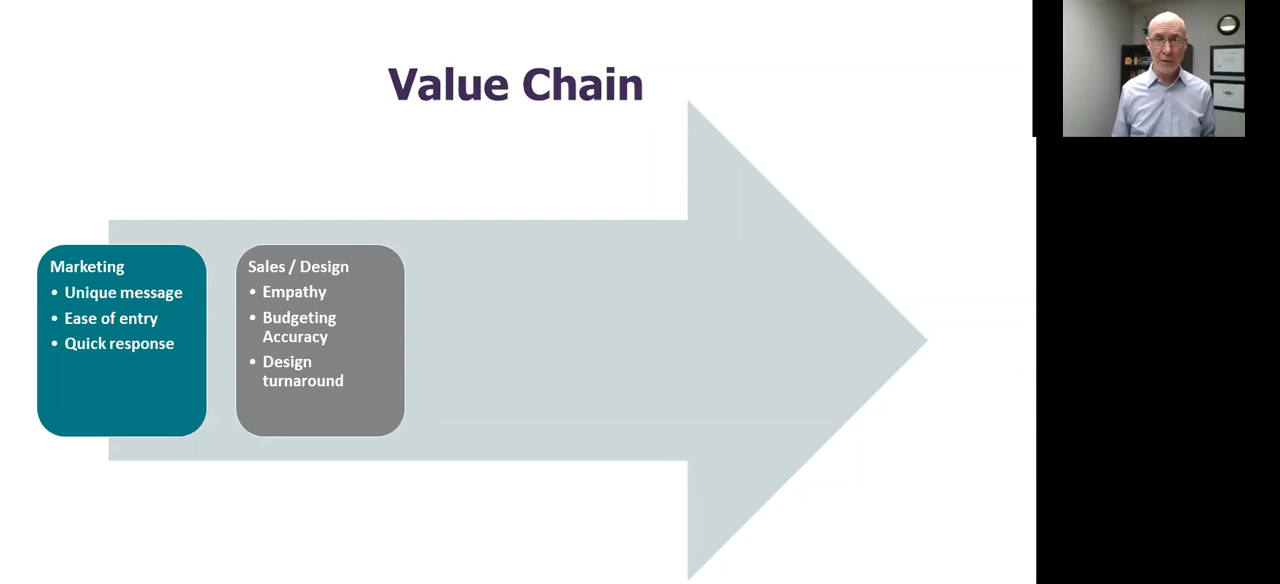 Value Chain
Marketing
• Unique message
• Ease of entry
• Quick response
Sales / Design
• Empathy
• Budgeting
Accuracy
• Design
turnaround